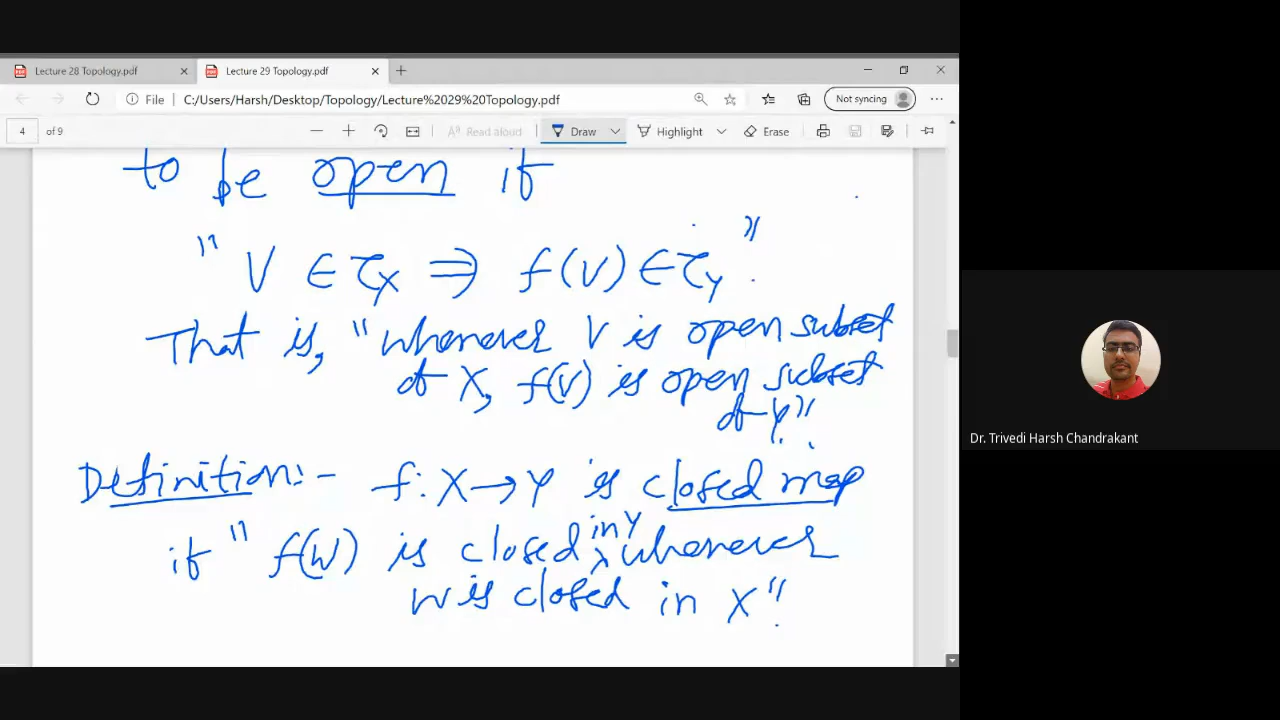 Lecture 28 Topology.pdf
Lecture 29 Topology.pdf
File
C:/Users/Harsh/Desktop/Topology/Lecture%2029%20Topology.pdf
Not syncing
4 of 9
Read aloud
Draw
Highlight
Erase
to be open if
" V ∈ τX ⇒ f(V) ∈ τY ".
That is, "whenever V is open subset
of X, f(V) is open subset
of Y".
Definition:- f: X→Y is closed map
in Y
if " f(W) is closed whenever
W is closed in X".
Dr. Trivedi Harsh Chandrakant